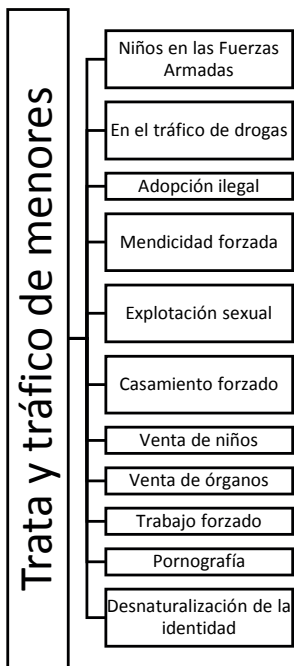 Trata y tráfico de menores
Niños en las Fuerzas
Armadas
En el tráfico de drogas
Adopción ilegal
Mendicidad forzada
Explotación sexual
Casamiento forzado
Venta de niños
Venta de órganos
Trabajo forzado
Pornografía
Desnaturalización de la
identidad